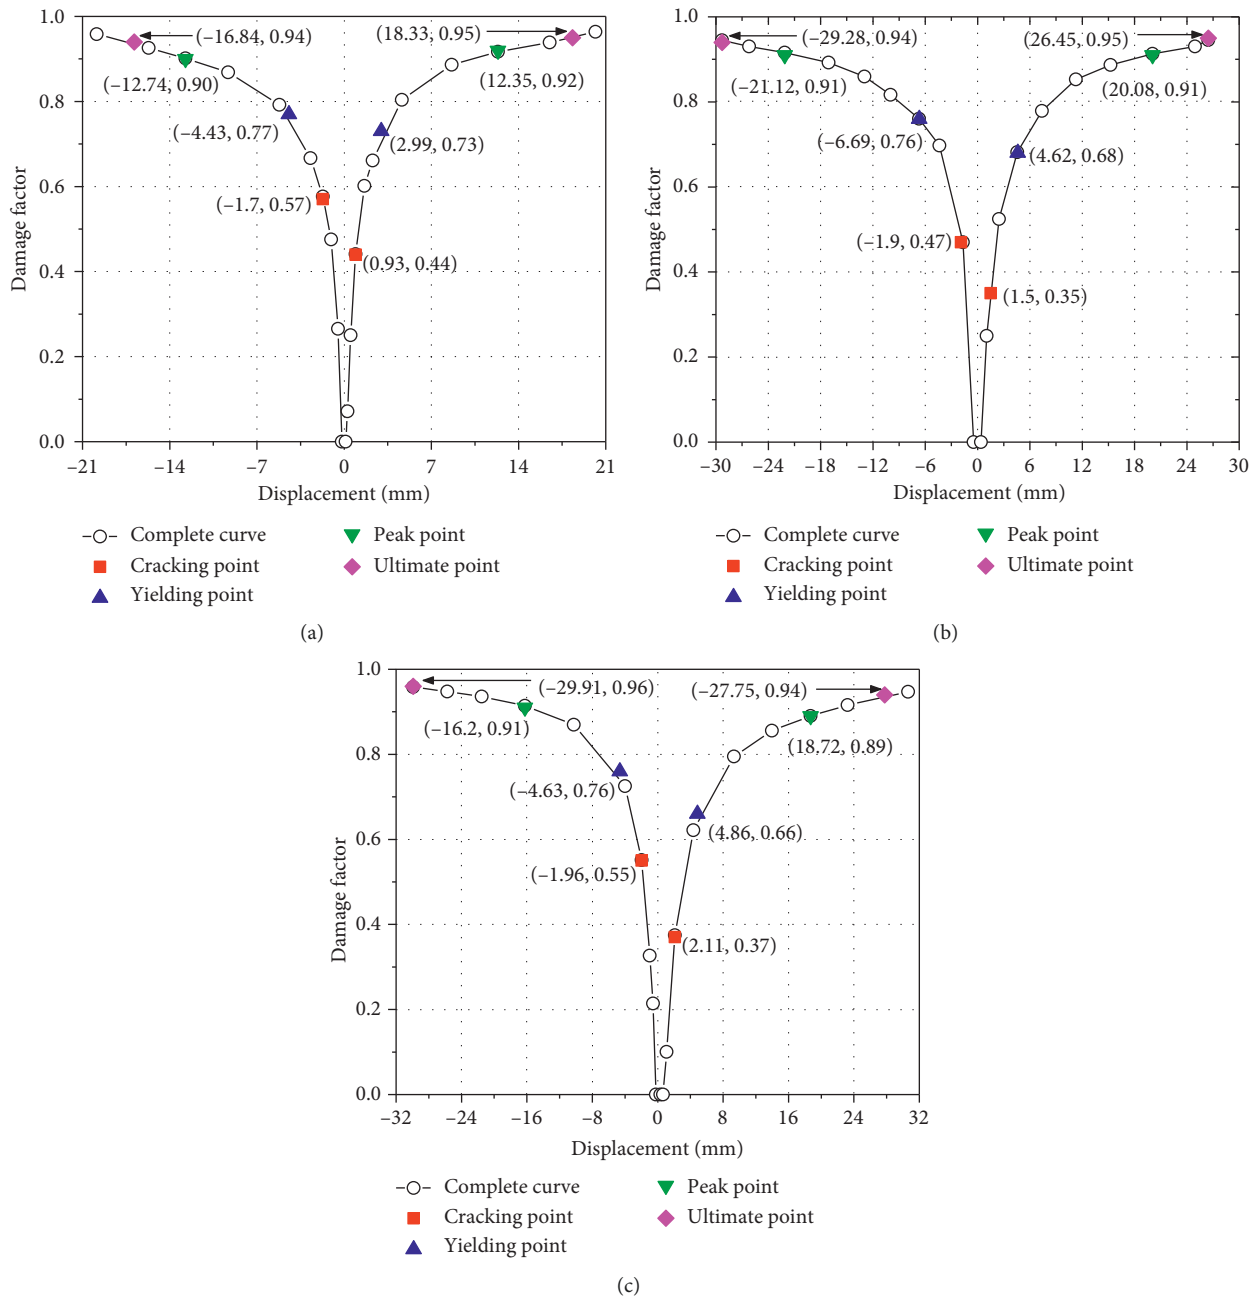 1.0
0.8
0.6
0.4
0.2
0.0
Damage factor
(–16.84, 0.94)
(18.33, 0.95)
(–12.74, 0.90)
(12.35, 0.92)
(–4.43, 0.77)
(2.99, 0.73)
(–1.7, 0.57)
(0.93, 0.44)
–21 –14 –7 0 7 14 21
Displacement (mm)
Complete curve
Cracking point
Yielding point
Peak point
Ultimate point
(a)
1.0
0.8
0.6
0.4
0.2
0.0
Damage factor
(–29.28, 0.94)
(26.45, 0.95)
(–21.12, 0.91)
(20.08, 0.91)
(–6.69, 0.76)
(4.62, 0.68)
(–1.9, 0.47)
(1.5, 0.35)
–30 –24 –18 –12 –6 0 6 12 18 24 30
Displacement (mm)
Complete curve
Cracking point
Yielding point
Peak point
Ultimate point
(b)
1.0
0.8
0.6
0.4
0.2
0.0
Damage factor
(–29.91, 0.96)
(–27.75, 0.94)
(–16.2, 0.91)
(18.72, 0.89)
(–4.63, 0.76)
(4.86, 0.66)
(–1.96, 0.55)
(2.11, 0.37)
–32 –24 –16 –8 0 8 16 24 32
Displacement (mm)
Complete curve
Cracking point
Yielding point
Peak point
Ultimate point
(c)